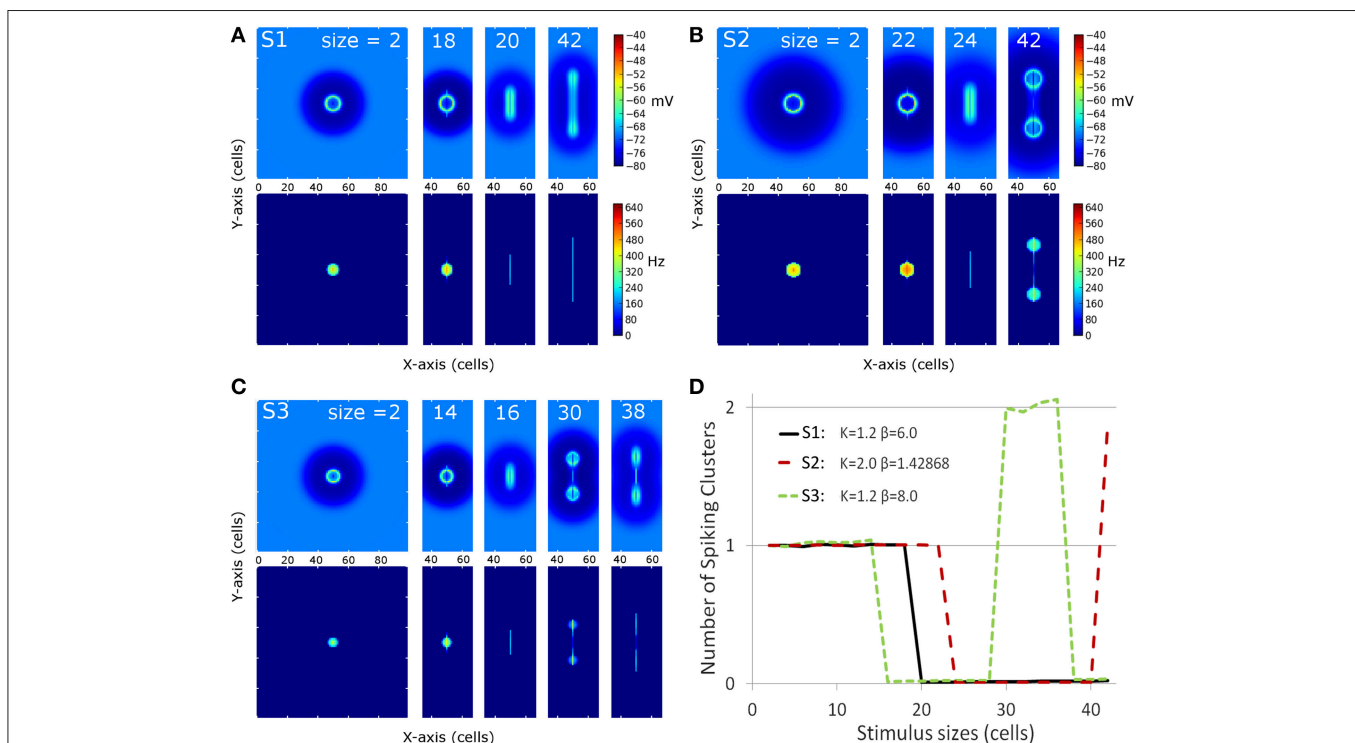 A
S1 size = 2 18 20 42
Y-axis (cells)
−40
−44
−48
−52
−56
−60
−64
−68
−72
−76
−80
mV
0 20 40 60 80 40 60 40 60 40 60
Y-axis (cells)
640
560
480
400
320
240
160
80
0
Hz
X-axis (cells)
B
S2 size = 2 22 24 42
Y-axis (cells)
−40
−44
−48
−52
−56
−60
−64
−68
−72
−76
−80
mV
0 20 40 60 80 40 60 40 60 40 60
Y-axis (cells)
640
560
480
400
320
240
160
80
0
Hz
X-axis (cells)
C
S3 size =2 14 16 30 38
Y-axis (cells)
0 20 40 60 80 40 60 40 60 40 60 40 60
Y-axis (cells)
X-axis (cells)
D
Number of Spiking Clusters
2
1
0
S1: K=1.2 β=6.0
S2: K=2.0 β=1.42868
S3: K=1.2 β=8.0
0 10 20 30 40
Stimulus sizes (cells)